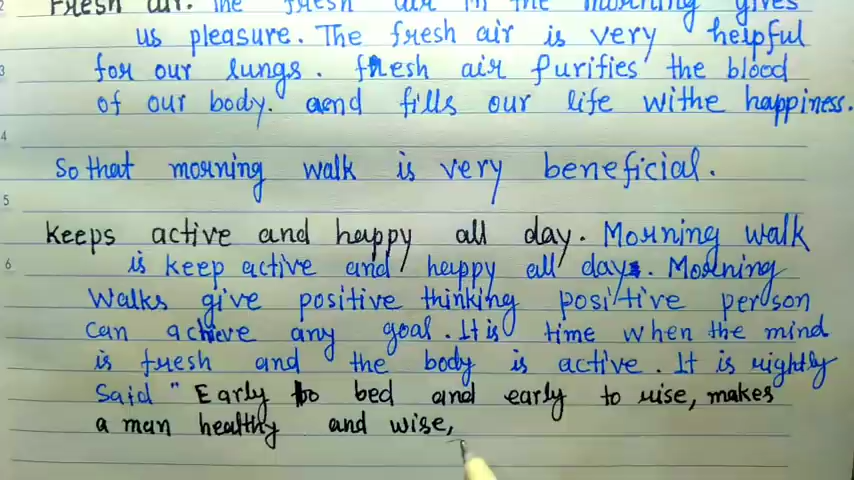 Fresh air. The fresh air in the morning gives
us pleasure. The fresh air is very helpful
for our lungs. fresh air purifies the blood
of our body. and fills our life withe happiness.
So that morning walk is very beneficial.
Keeps active and happy all day. Morning walk
is keep active and happy all days. Morning
Walks give positive thinking positive person
can achieve any goal. It is time when the mind
is fresh and the body is active. It is rightly
Said " Early to bed and early to rise, makes
a man healthy and wise,